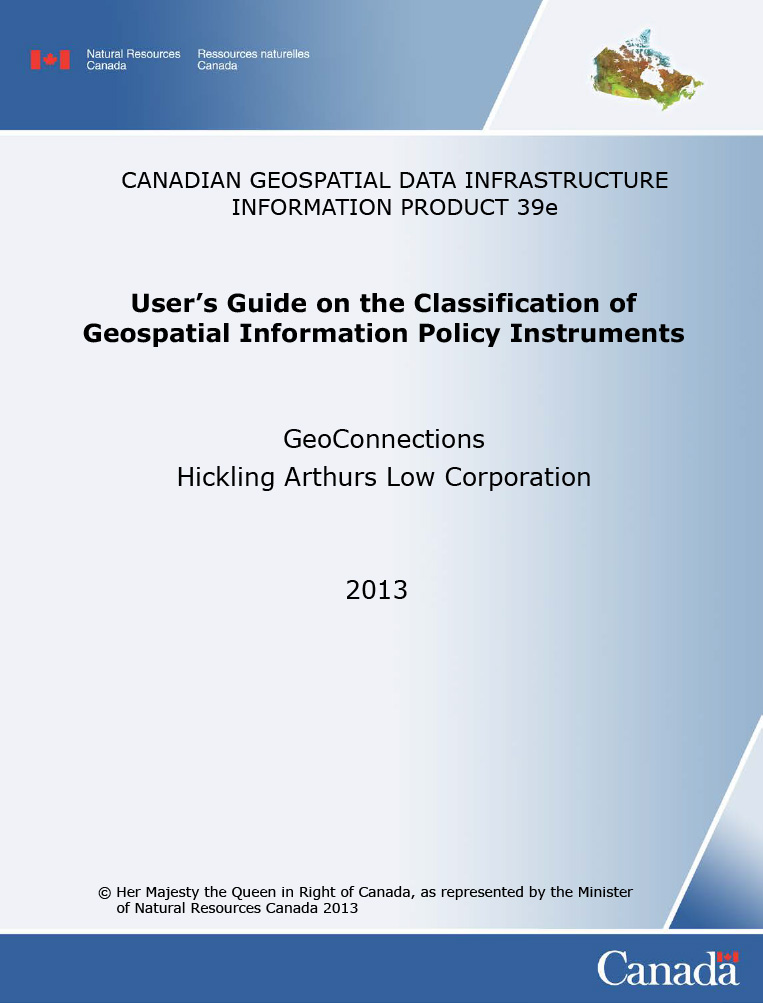 Natural Resources Ressources naturelles
Canada Canada
CANADIAN GEOSPATIAL DATA INFRASTRUCTURE
INFORMATION PRODUCT 39e
User’s Guide on the Classification of
Geospatial Information Policy Instruments
GeoConnections
Hickling Arthurs Low Corporation
2013
© Her Majesty the Queen in Right of Canada, as represented by the Minister
of Natural Resources Canada 2013
Canada